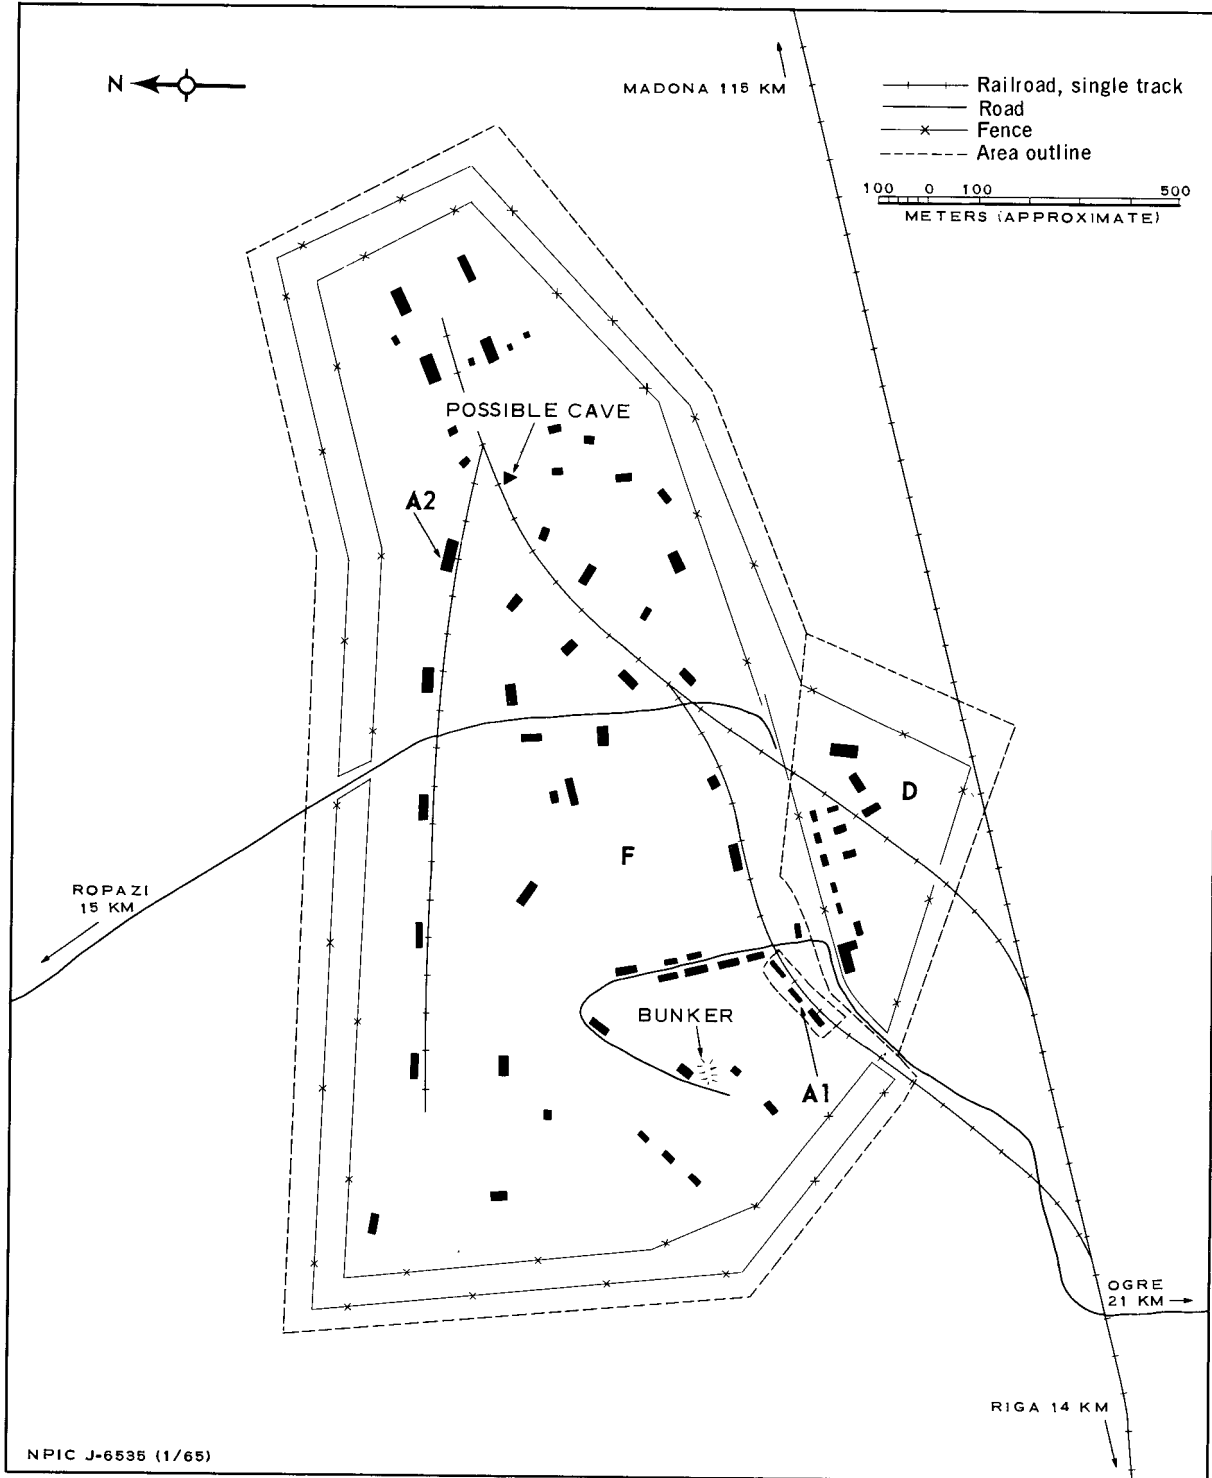 N
MADONA 115 KM
Railroad, single track
Road
Fence
Area outline
100 0 100 500
METERS (APPROXIMATE)
POSSIBLE CAVE
A2
D
F
ROPAZI
15 KM
BUNKER
A1
OGRE
21 KM
RIGA 14 KM
NPIC J-6535 (1/65)